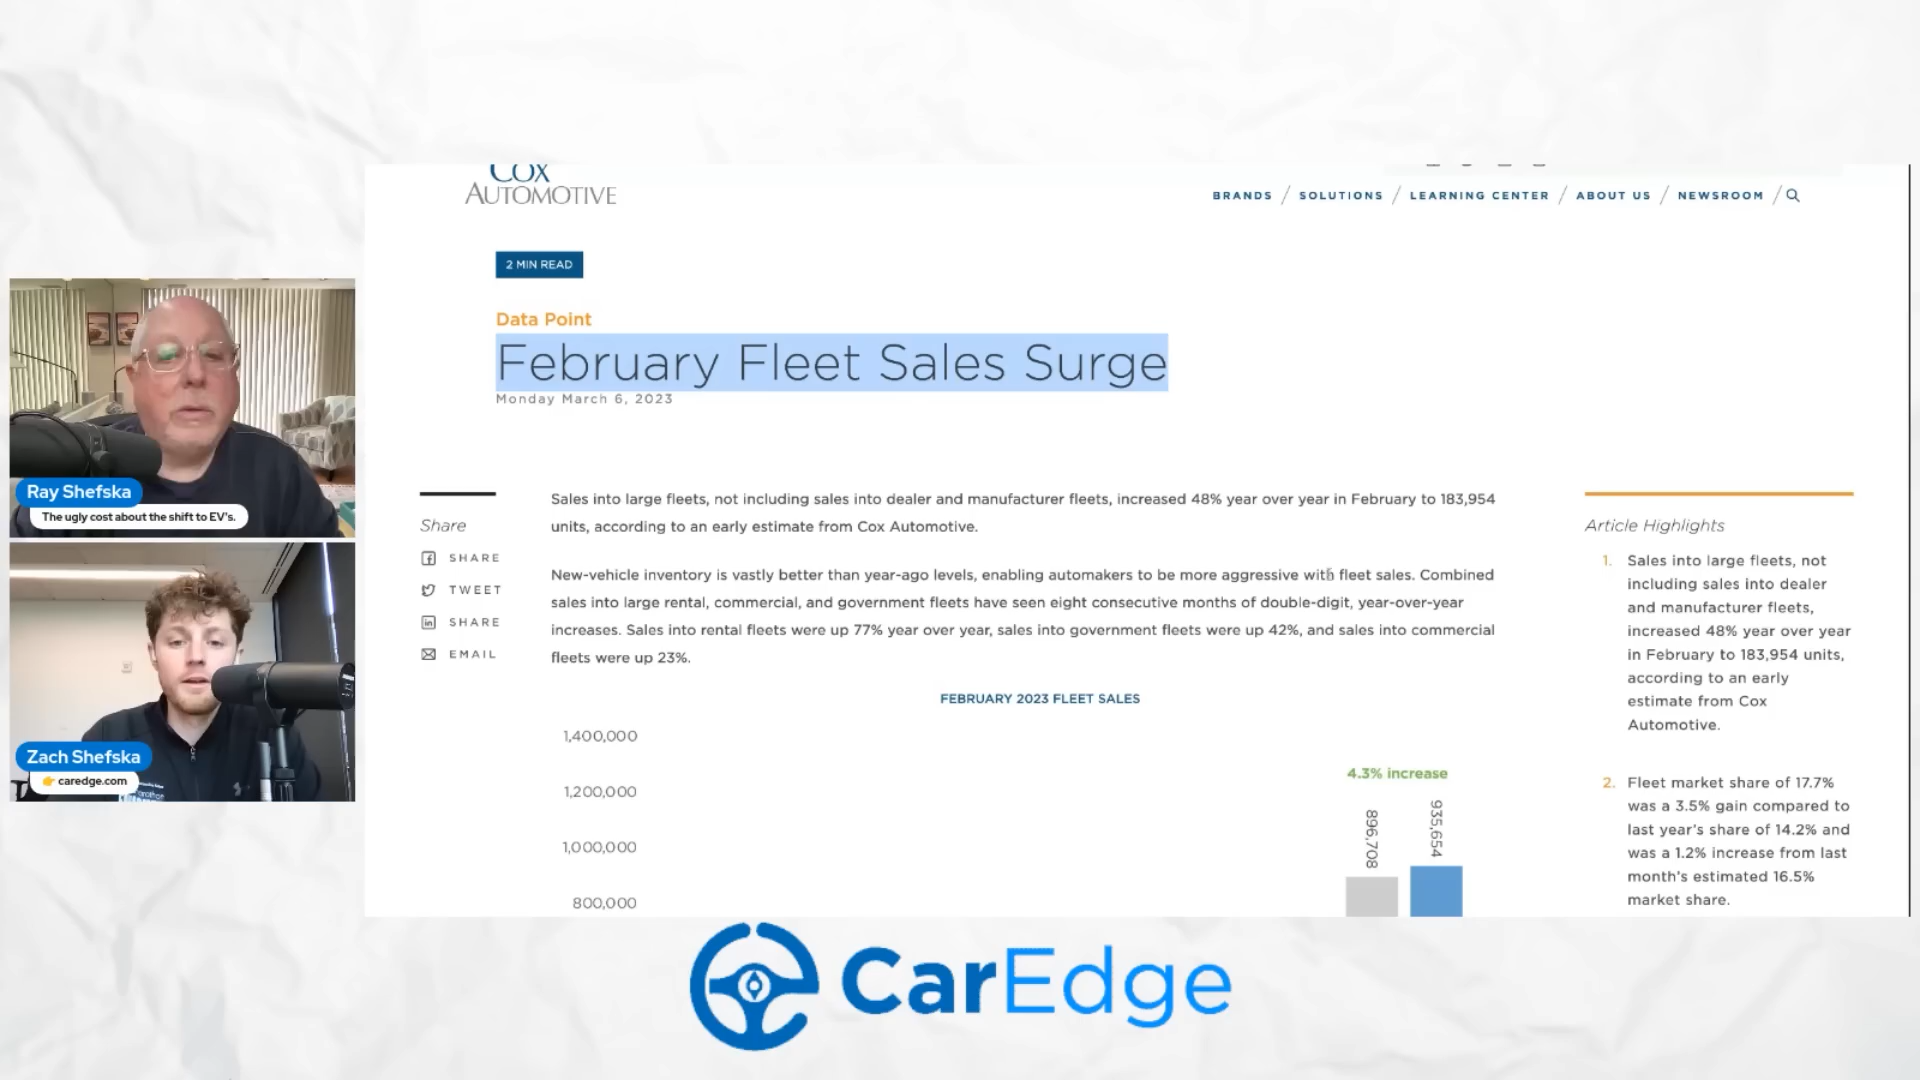 COX
AUTOMOTIVE
BRANDS / SOLUTIONS / LEARNING CENTER / ABOUT US / NEWSROOM /
2 MIN READ
Data Point
February Fleet Sales Surge
Monday March 6, 2023
Share
SHARE
TWEET
SHARE
EMAIL
Sales into large fleets, not including sales into dealer and manufacturer fleets, increased 48% year over year in February to 183,954
units, according to an early estimate from Cox Automotive.
New-vehicle inventory is vastly better than year-ago levels, enabling automakers to be more aggressive with fleet sales. Combined
sales into large rental, commercial, and government fleets have seen eight consecutive months of double-digit, year-over-year
increases. Sales into rental fleets were up 77% year over year, sales into government fleets were up 42%, and sales into commercial
fleets were up 23%.
FEBRUARY 2023 FLEET SALES
1,400,000
1,200,000
1,000,000
800,000
4.3% increase
896,708
935,654
Article Highlights
1. Sales into large fleets, not
including sales into dealer
and manufacturer fleets,
increased 48% year over year
in February to 183,954 units,
according to an early
estimate from Cox
Automotive.
2. Fleet market share of 17.7%
was a 3.5% gain compared to
last year's share of 14.2% and
was a 1.2% increase from last
month's estimated 16.5%
market share.
Ray Shefska
The ugly cost about the shift to EV's.
Zach Shefska
👉 caredge.com
CarEdge